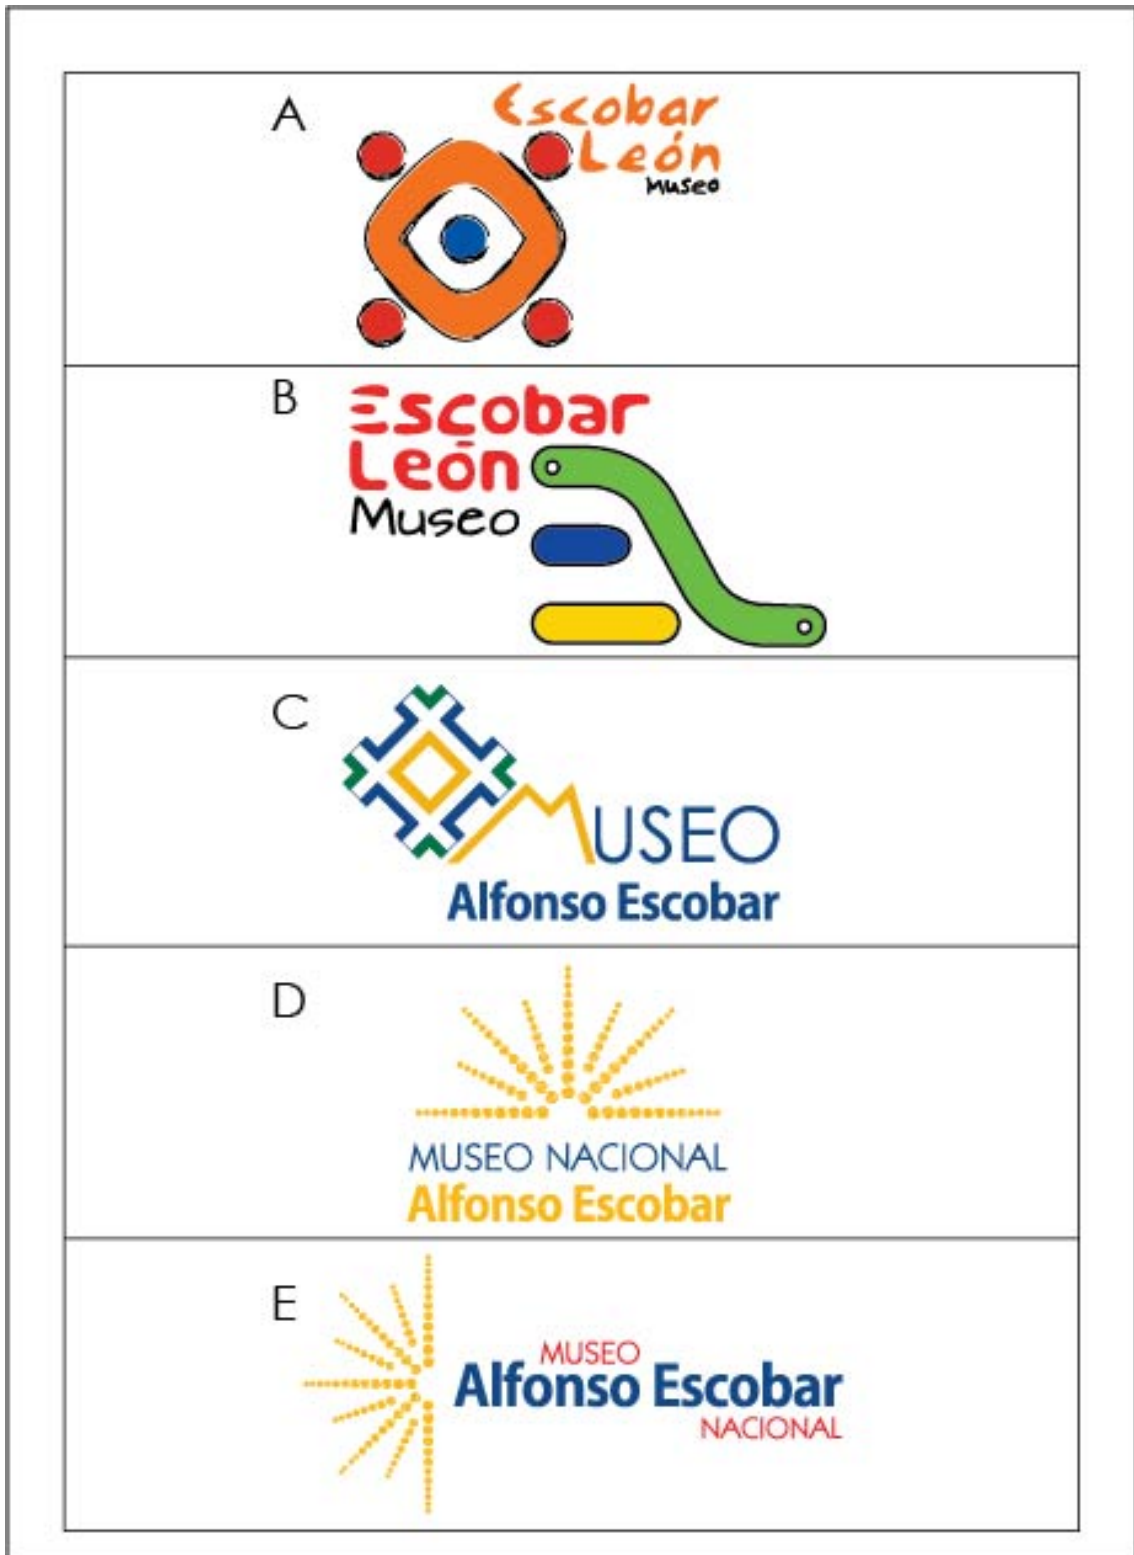 A
Escobar
León
Museo
B
Escobar
León
Museo
C
MUSEO
Alfonso Escobar
D
MUSEO NACIONAL
Alfonso Escobar
E
MUSEO
Alfonso Escobar
NACIONAL